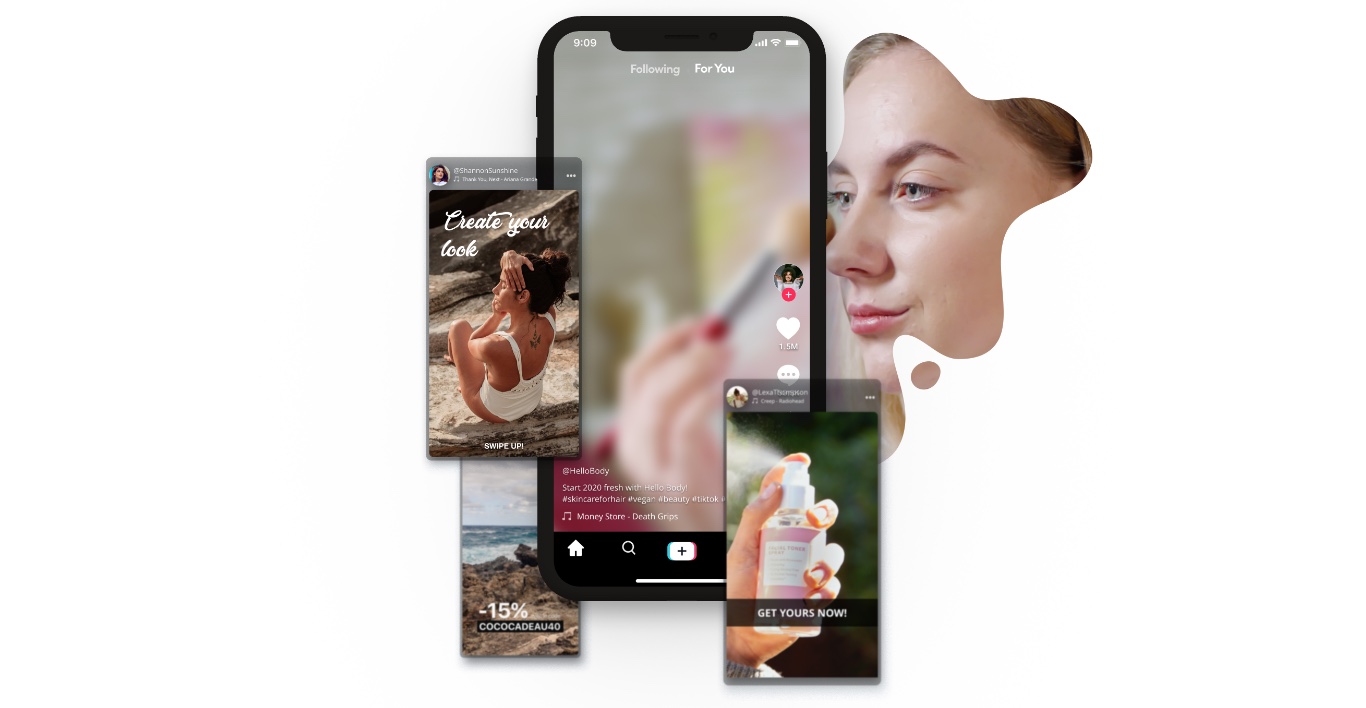 9:09
Following For You
@ShannonSunshine
Thank You, Next - Ariana Grande
Create your
look
SWIPE UP!
1.5M
@LexaThompson
Creep - Radiohead
@HelloBody
Start 2020 fresh with Hello Body!
#skincareforhair #vegan #beauty #tiktok #
Money Store - Death Grips
FACIAL TONER
GET YOURS NOW!
-15%
COCOCADEAU40